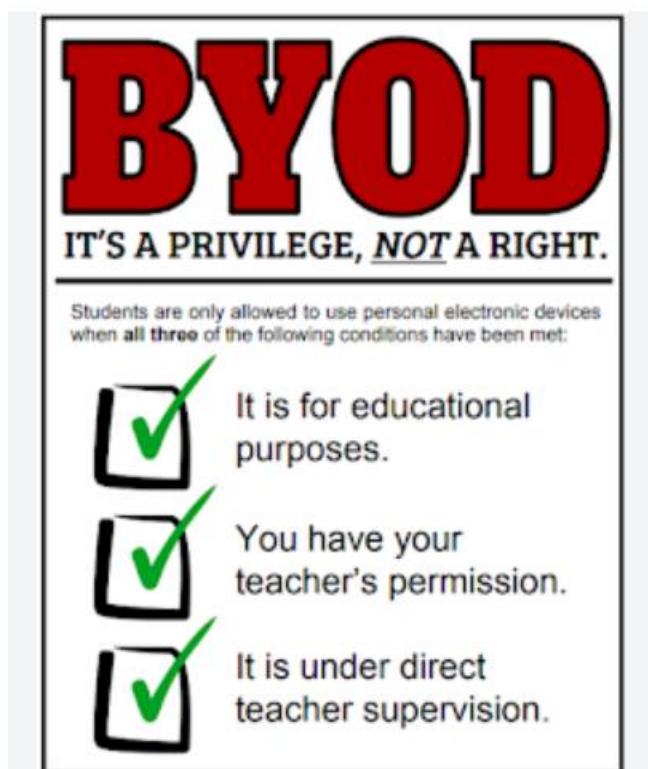 BYOD
IT'S A PRIVILEGE, NOT A RIGHT.
Students are only allowed to use personal electronic devices
when all three of the following conditions have been met:
It is for educational
purposes.
You have your
teacher's permission.
It is under direct
teacher supervision.